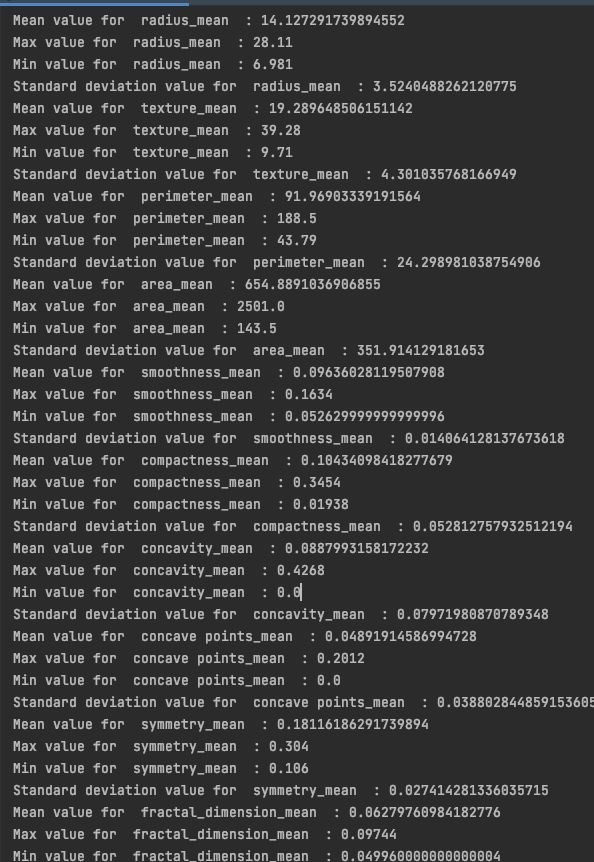 Mean value for  radius_mean  : 14.127291739894552
Max value for  radius_mean  : 28.11
Min value for  radius_mean  : 6.981
Standard deviation value for  radius_mean  : 3.5240488262120775
Mean value for  texture_mean  : 19.289648506151142
Max value for  texture_mean  : 39.28
Min value for  texture_mean  : 9.71
Standard deviation value for  texture_mean  : 4.301035768166949
Mean value for  perimeter_mean  : 91.96903339191564
Max value for  perimeter_mean  : 188.5
Min value for  perimeter_mean  : 43.79
Standard deviation value for  perimeter_mean  : 24.298981038754906
Mean value for  area_mean  : 654.8891036906855
Max value for  area_mean  : 2501.0
Min value for  area_mean  : 143.5
Standard deviation value for  area_mean  : 351.914129181653
Mean value for  smoothness_mean  : 0.09636028119507908
Max value for  smoothness_mean  : 0.1634
Min value for  smoothness_mean  : 0.052629999999999996
Standard deviation value for  smoothness_mean  : 0.014064128137673618
Mean value for  compactness_mean  : 0.10434098418277679
Max value for  compactness_mean  : 0.3454
Min value for  compactness_mean  : 0.01938
Standard deviation value for  compactness_mean  : 0.052812757932512194
Mean value for  concavity_mean  : 0.0887993158172232
Max value for  concavity_mean  : 0.4268
Min value for  concavity_mean  : 0.0
Standard deviation value for  concavity_mean  : 0.07971980870789348
Mean value for  concave points_mean  : 0.04891914586994728
Max value for  concave points_mean  : 0.2012
Min value for  concave points_mean  : 0.0
Standard deviation value for  concave points_mean  : 0.038802844859153605
Mean value for  symmetry_mean  : 0.18116186291739894
Max value for  symmetry_mean  : 0.304
Min value for  symmetry_mean  : 0.106
Standard deviation value for  symmetry_mean  : 0.027414281336035715
Mean value for  fractal_dimension_mean  : 0.06279760984182776
Max value for  fractal_dimension_mean  : 0.09744
Min value for  fractal_dimension_mean  : 0.049960000000000004